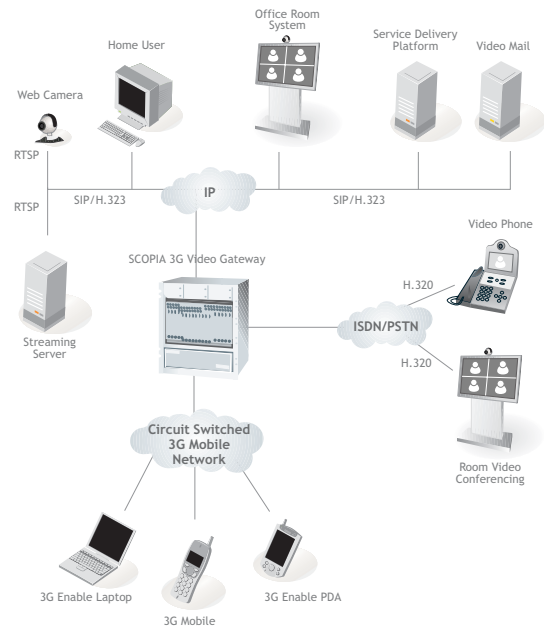 Office Room
System
Service Delivery
Platform
Video Mail
Home User
Web Camera
RTSP
IP
SIP/H.323
SIP/H.323
RTSP
SCOPIA 3G Video Gateway
Video Phone
H.320
ISDN/PSTN
Streaming
Server
H.320
Circuit Switched
3G Mobile
Network
Room Video
Conferencing
3G Enable Laptop
3G Mobile
3G Enable PDA